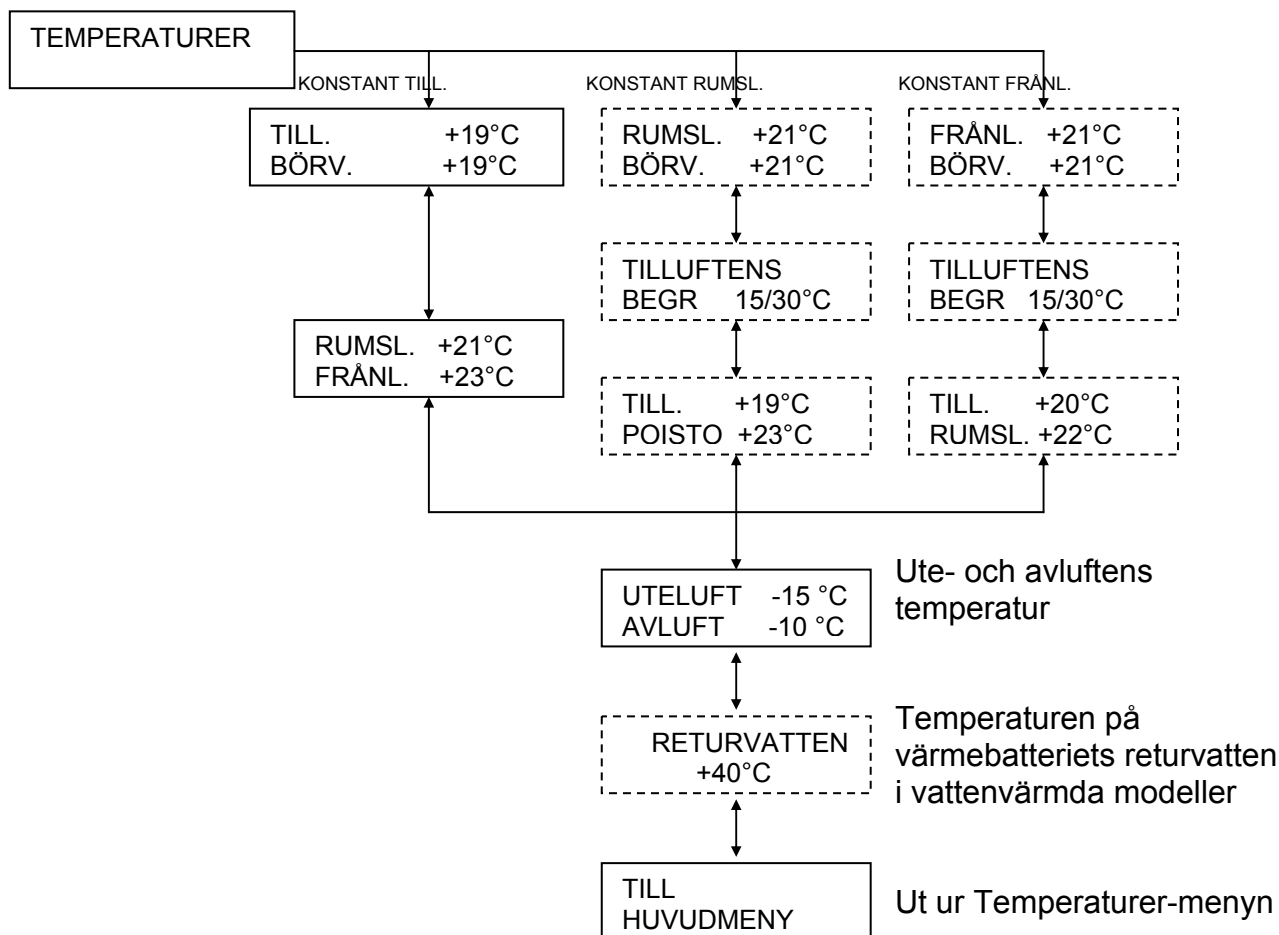 TEMPERATURER
KONSTANT TILL.
KONSTANT RUMSL.
KONSTANT FRÅNL.
TILL. +19°C
BÖRV. +19°C
RUMSL. +21°C
BÖRV. +21°C
FRÅNL. +21°C
BÖRV. +21°C
TILLUFTENS
BEGR 15/30°C
TILLUFTENS
BEGR 15/30°C
RUMSL. +21°C
FRÅNL. +23°C
TILL. +19°C
POISTO +23°C
TILL. +20°C
RUMSL. +22°C
UTELUFT -15 °C
AVLUFT -10 °C
Ute- och avluftens
temperatur
RETURVATTEN
+40°C
Temperaturen på
värmebatteriets returvatten
i vattenvärmda modeller
TILL
HUVUDMENY
Ut ur Temperaturer-menyn